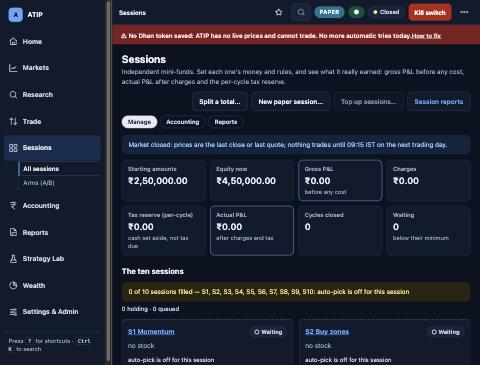 A ATIP
Home
Markets
Research
Trade
Sessions
All sessions
Arms (A/B)
Accounting
Reports
Strategy Lab
Wealth
Settings & Admin
Press ? for shortcuts · Ctrl
K to search
Sessions
PAPER
Closed
Kill switch
⚠ No Dhan token saved: ATIP has no live prices and cannot trade. No more automatic tries today. How to fix
Sessions
Independent mini-funds. Set each one's money and rules, and see what it really earned: gross P&L before any cost,
actual P&L after charges and the per-cycle tax reserve.
Split a total...
New paper session...
Top up sessions...
Session reports
Manage
Accounting
Reports
Market closed: prices are the last close or last quote; nothing trades until 09:15 IST on the next trading day.
Starting amounts
₹2,50,000.00
Equity now
₹4,50,000.00
Gross P&L
₹0.00
before any cost
Charges
₹0.00
Tax reserve (per-cycle)
₹0.00
cash set aside, not tax
due
Actual P&L
₹0.00
after charges and tax
Cycles closed
0
Waiting
0
below their minimum
The ten sessions
0 of 10 sessions filled — S1, S2, S3, S4, S5, S6, S7, S8, S9, S10: auto-pick is off for this session
0 holding · 0 queued
S1 Momentum
Waiting
no stock
auto-pick is off for this session
S2 Buy zones
Waiting
no stock
auto-pick is off for this session